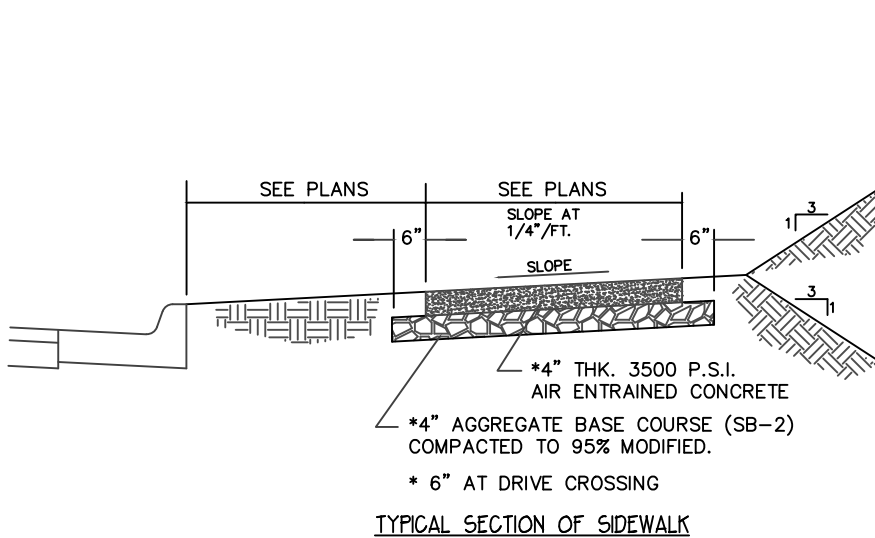 SEE PLANS
SEE PLANS
SLOPE AT
1/4"/FT.
6"
6"
SLOPE
3
1
3
1
*4" THK. 3500 P.S.I.
AIR ENTRAINED CONCRETE
*4" AGGREGATE BASE COURSE (SB-2)
COMPACTED TO 95% MODIFIED.
* 6" AT DRIVE CROSSING
TYPICAL SECTION OF SIDEWALK